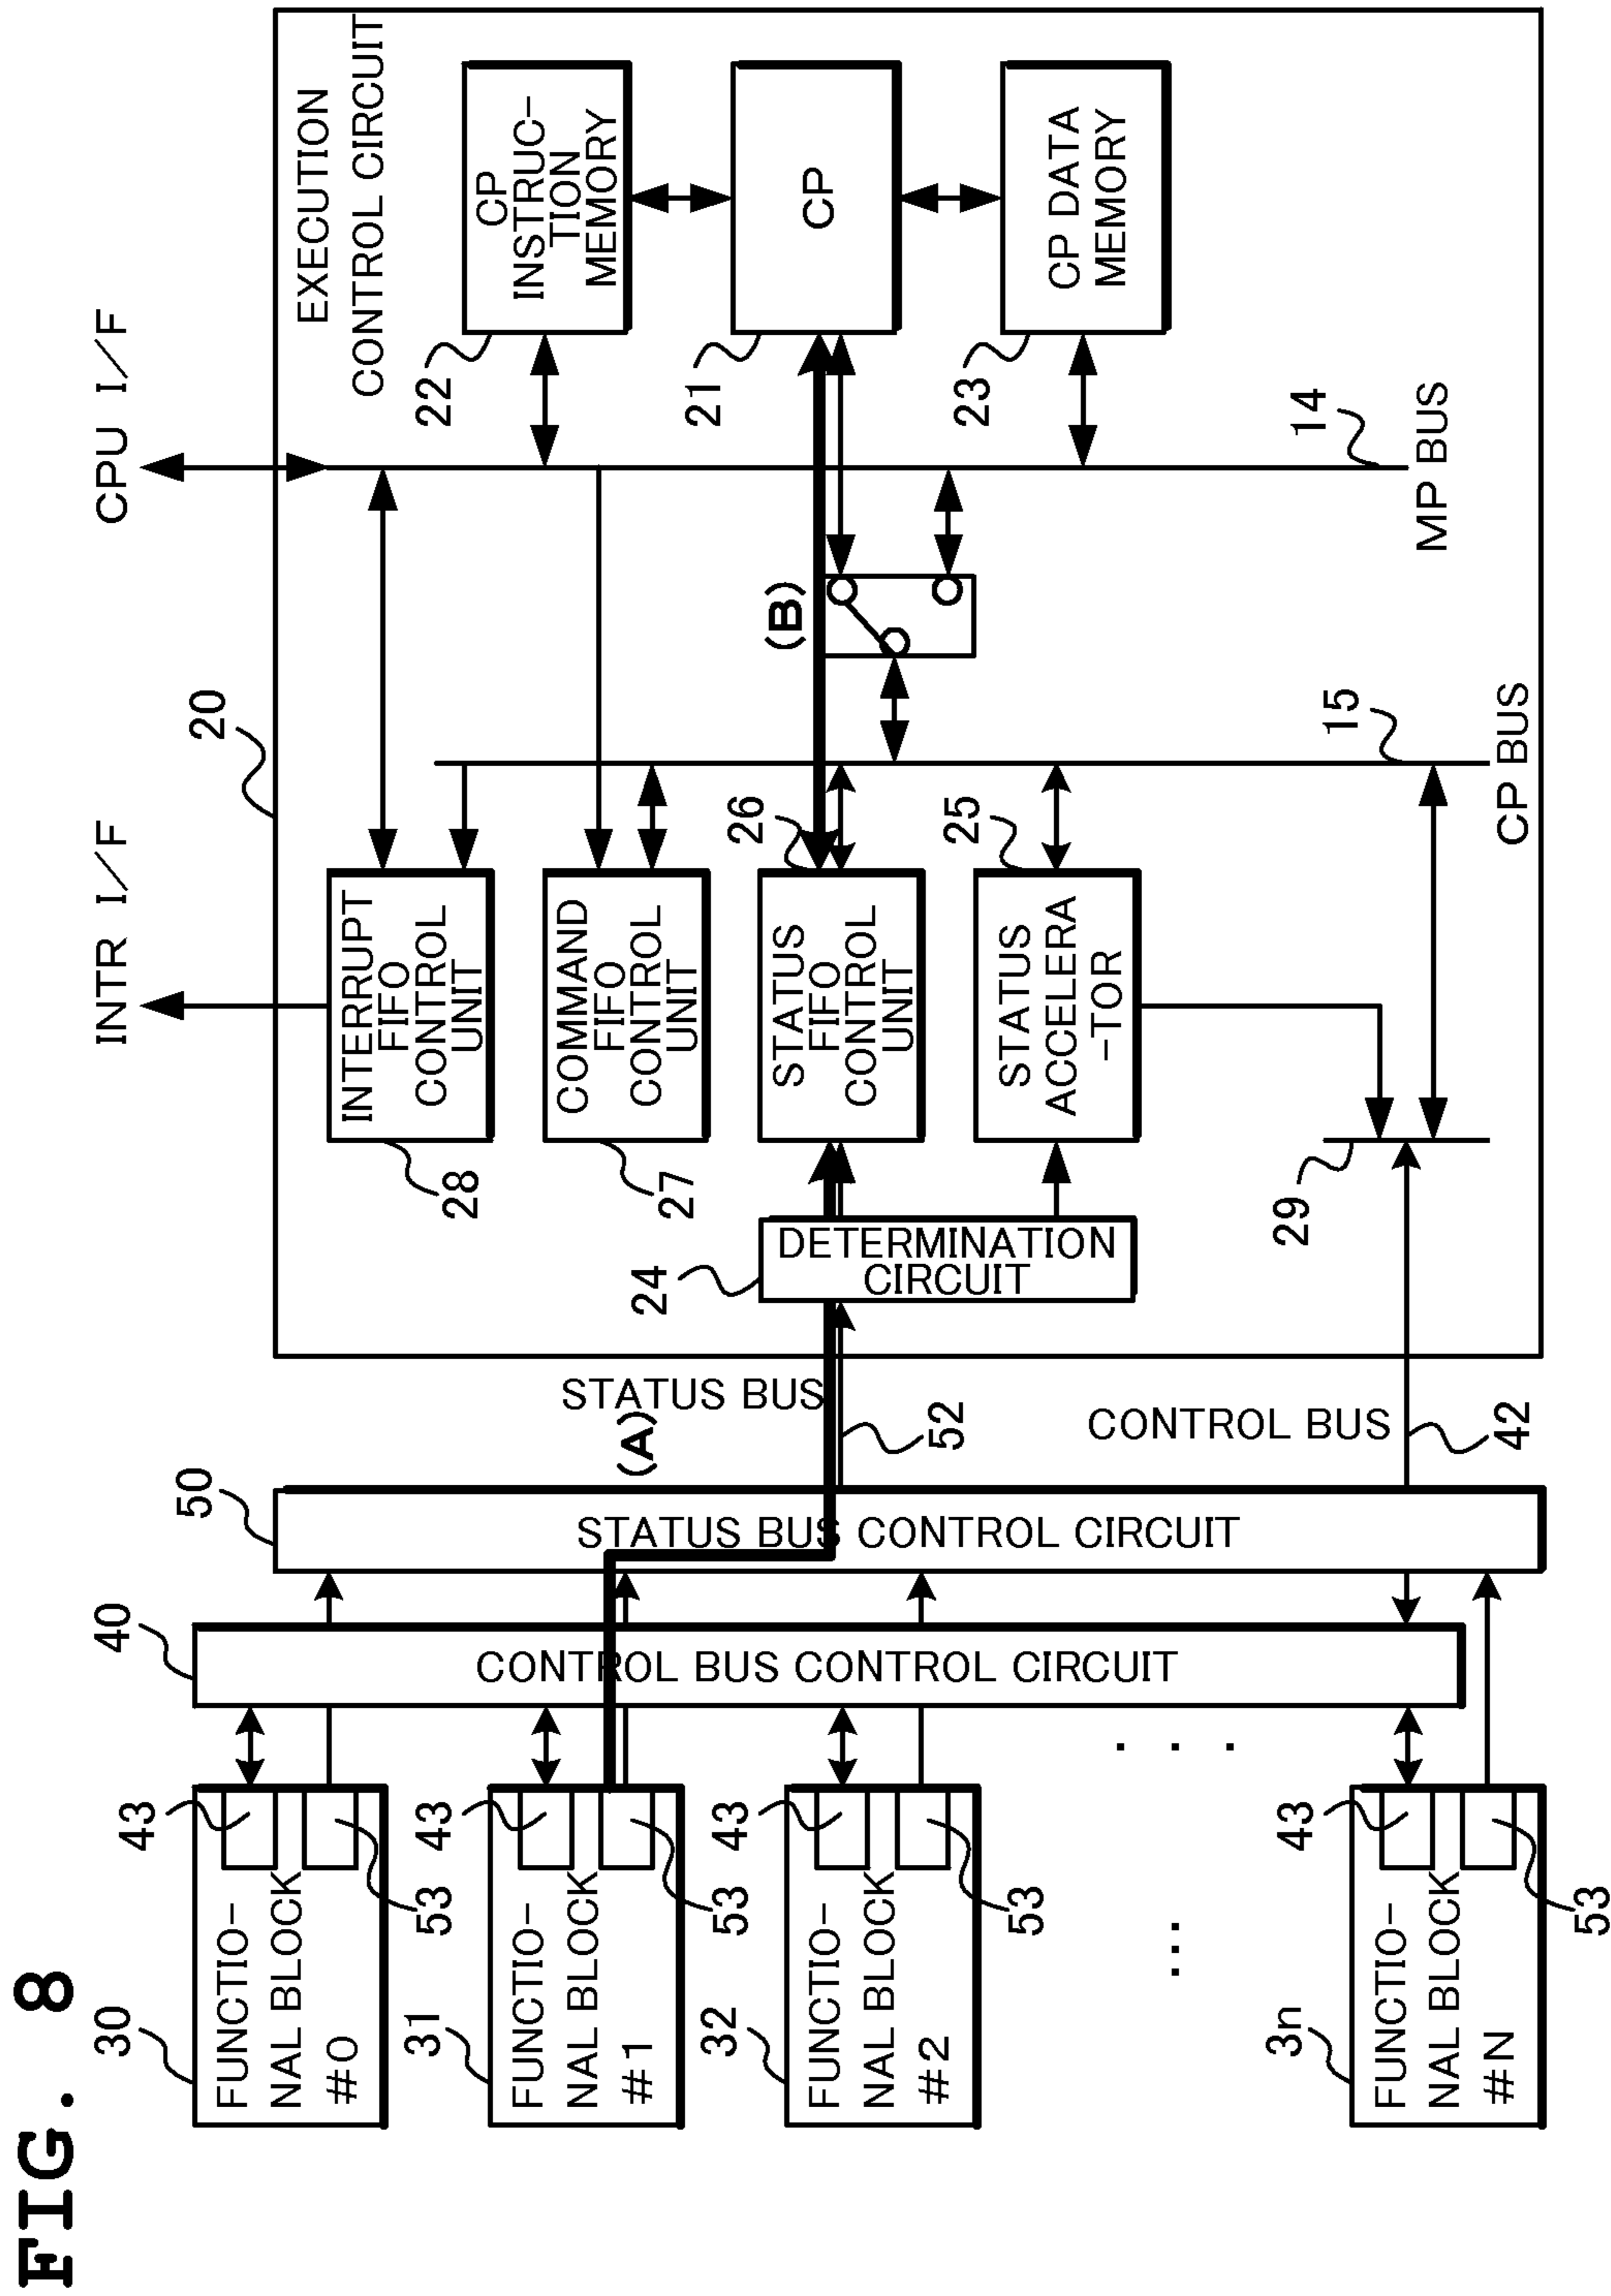 FIG. 8
CPU I/F
INTR I/F
20
EXECUTION
CONTROL CIRCUIT
22
CP
INSTRUC-
TION
MEMORY
21
CP
23
CP DATA
MEMORY
14
MP BUS
(B)
15
CP BUS
28
INTERRUPT
FIFO
CONTROL
UNIT
27
COMMAND
FIFO
CONTROL
UNIT
26
STATUS
FIFO
CONTROL
UNIT
25
STATUS
ACCELERA
-TOR
24
DETERMINATION
CIRCUIT
29
STATUS BUS
(A)
52
CONTROL BUS
42
50
STATUS BUS CONTROL CIRCUIT
40
CONTROL BUS CONTROL CIRCUIT
30
FUNCTIO-
NAL BLOCK
#0
43
53
31
FUNCTIO-
NAL BLOCK
#1
43
53
32
FUNCTIO-
NAL BLOCK
#2
43
53
. . .
...
3n
FUNCTIO-
NAL BLOCK
#N
43
53